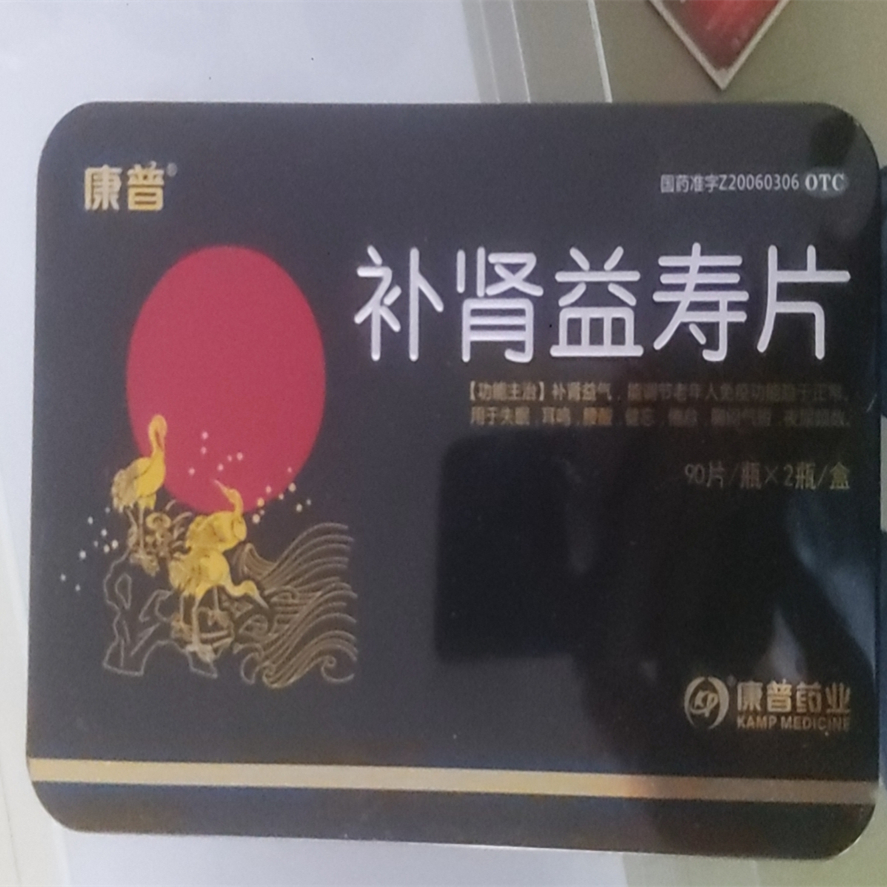 康普®
国药准字Z20060306 OTC
补肾益寿片
【功能主治】补肾益气，能调节老年人免疫功能趋于正常。
用于失眠，耳鸣，腰酸，健忘，倦怠，胸闷气短，夜尿频数。
90片/瓶×2瓶/盒
KP® 康普药业
KAMP MEDICINE